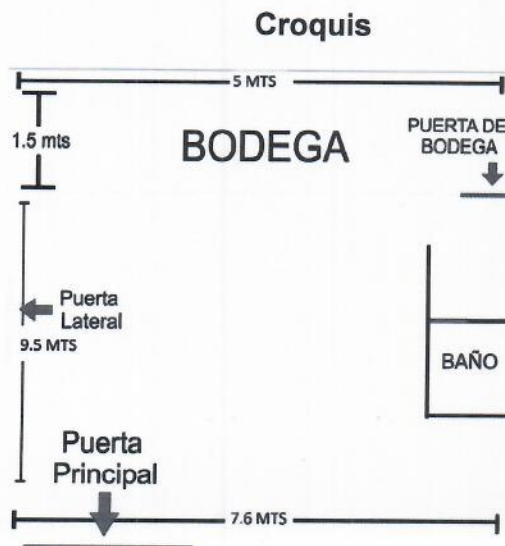 Croquis
5 MTS
1.5 mts
BODEGA
PUERTA DE
BODEGA
Puerta
Lateral
9.5 MTS
BAÑO
Puerta
Principal
7.6 MTS